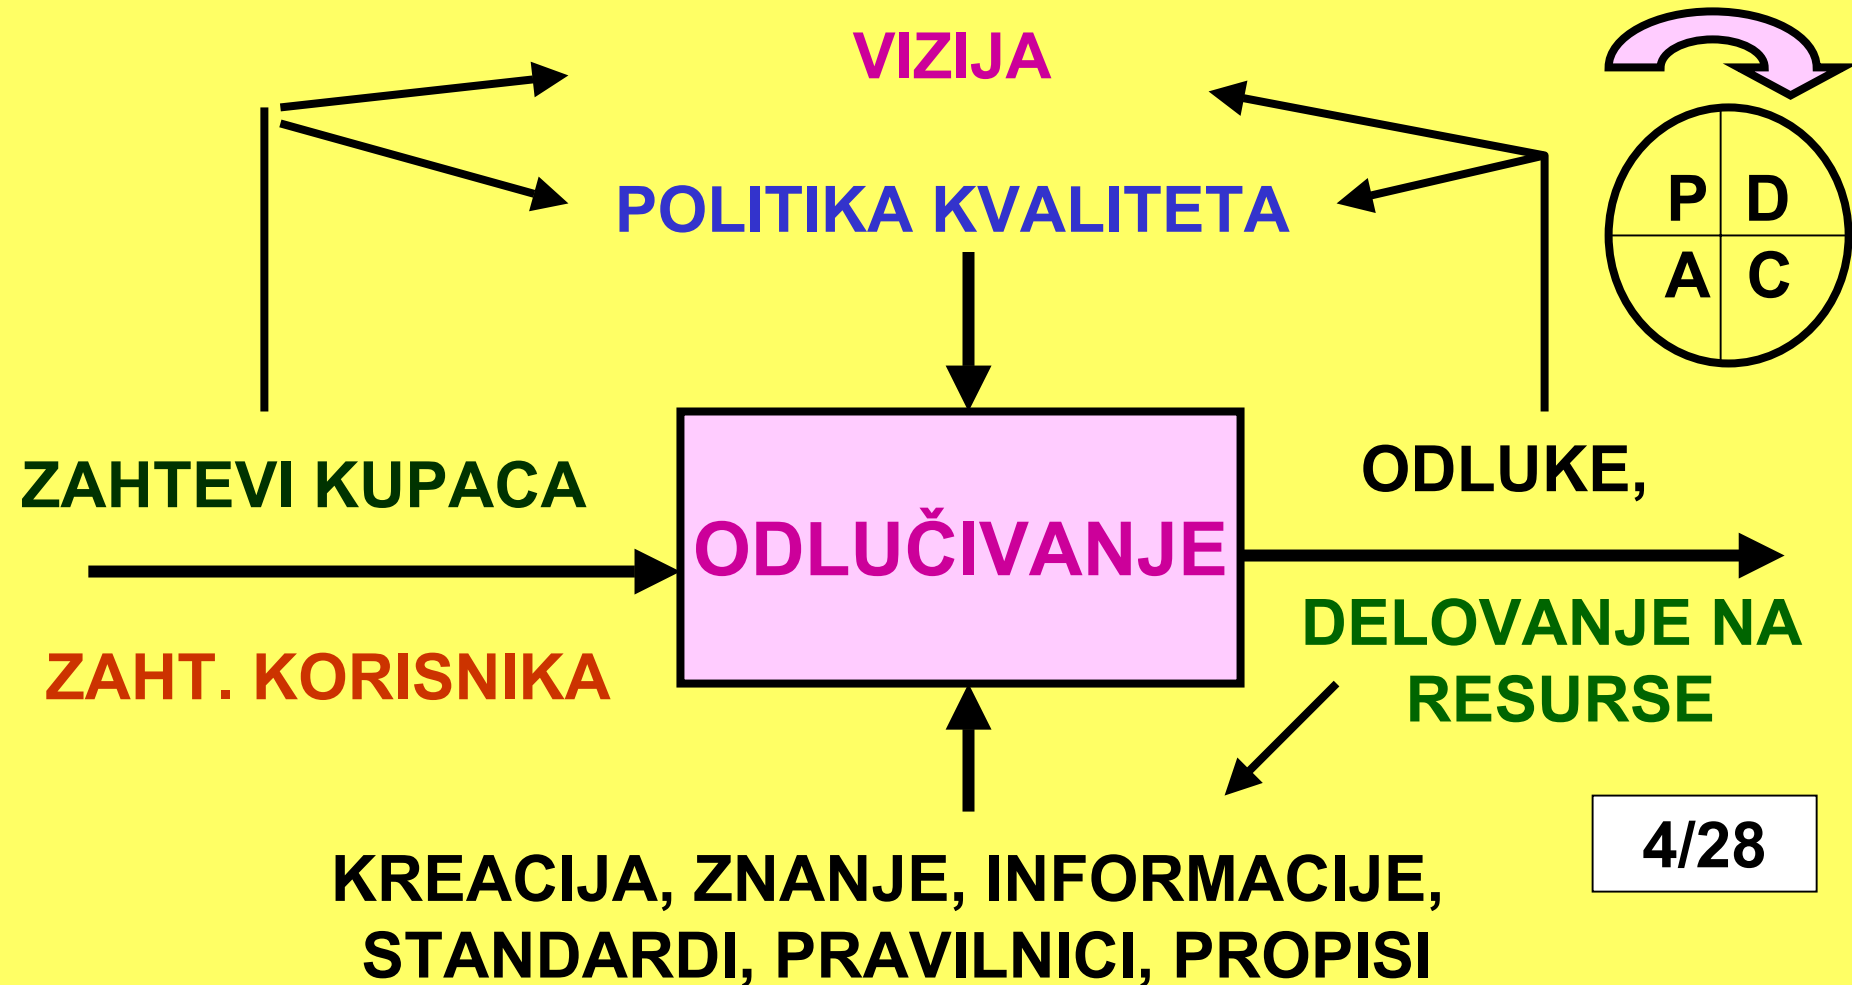 VIZIJA
POLITIKA KVALITETA
P D
A C
ZAHTEVI KUPACA
ODLUČIVANJE
ODLUKE,
ZAHT. KORISNIKA
DELOVANJE NA
RESURSE
4/28
KREACIJA, ZNANJE, INFORMACIJE,
STANDARDI, PRAVILNICI, PROPISI